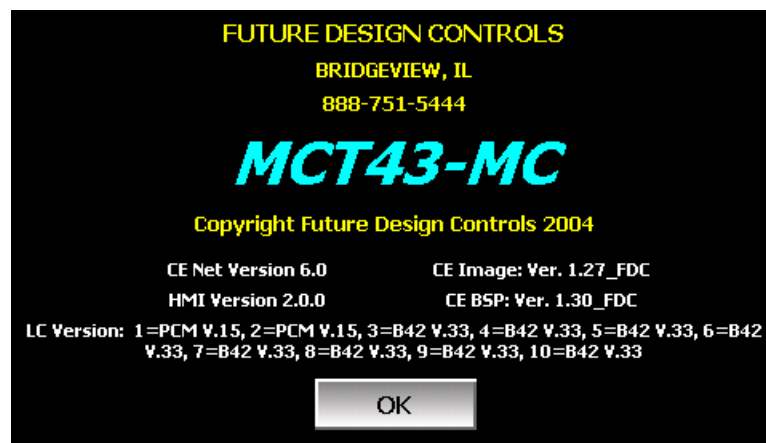 FUTURE DESIGN CONTROLS
BRIDGEVIEW, IL
888-751-5444
MCT43-MC
Copyright Future Design Controls 2004
CE Net Version 6.0 CE Image: Ver. 1.27_FDC
HMI Version 2.0.0 CE BSP: Ver. 1.30_FDC
LC Version: 1=PCM V.15, 2=PCM V.15, 3=B42 V.33, 4=B42 V.33, 5=B42 V.33, 6=B42
V.33, 7=B42 V.33, 8=B42 V.33, 9=B42 V.33, 10=B42 V.33
OK